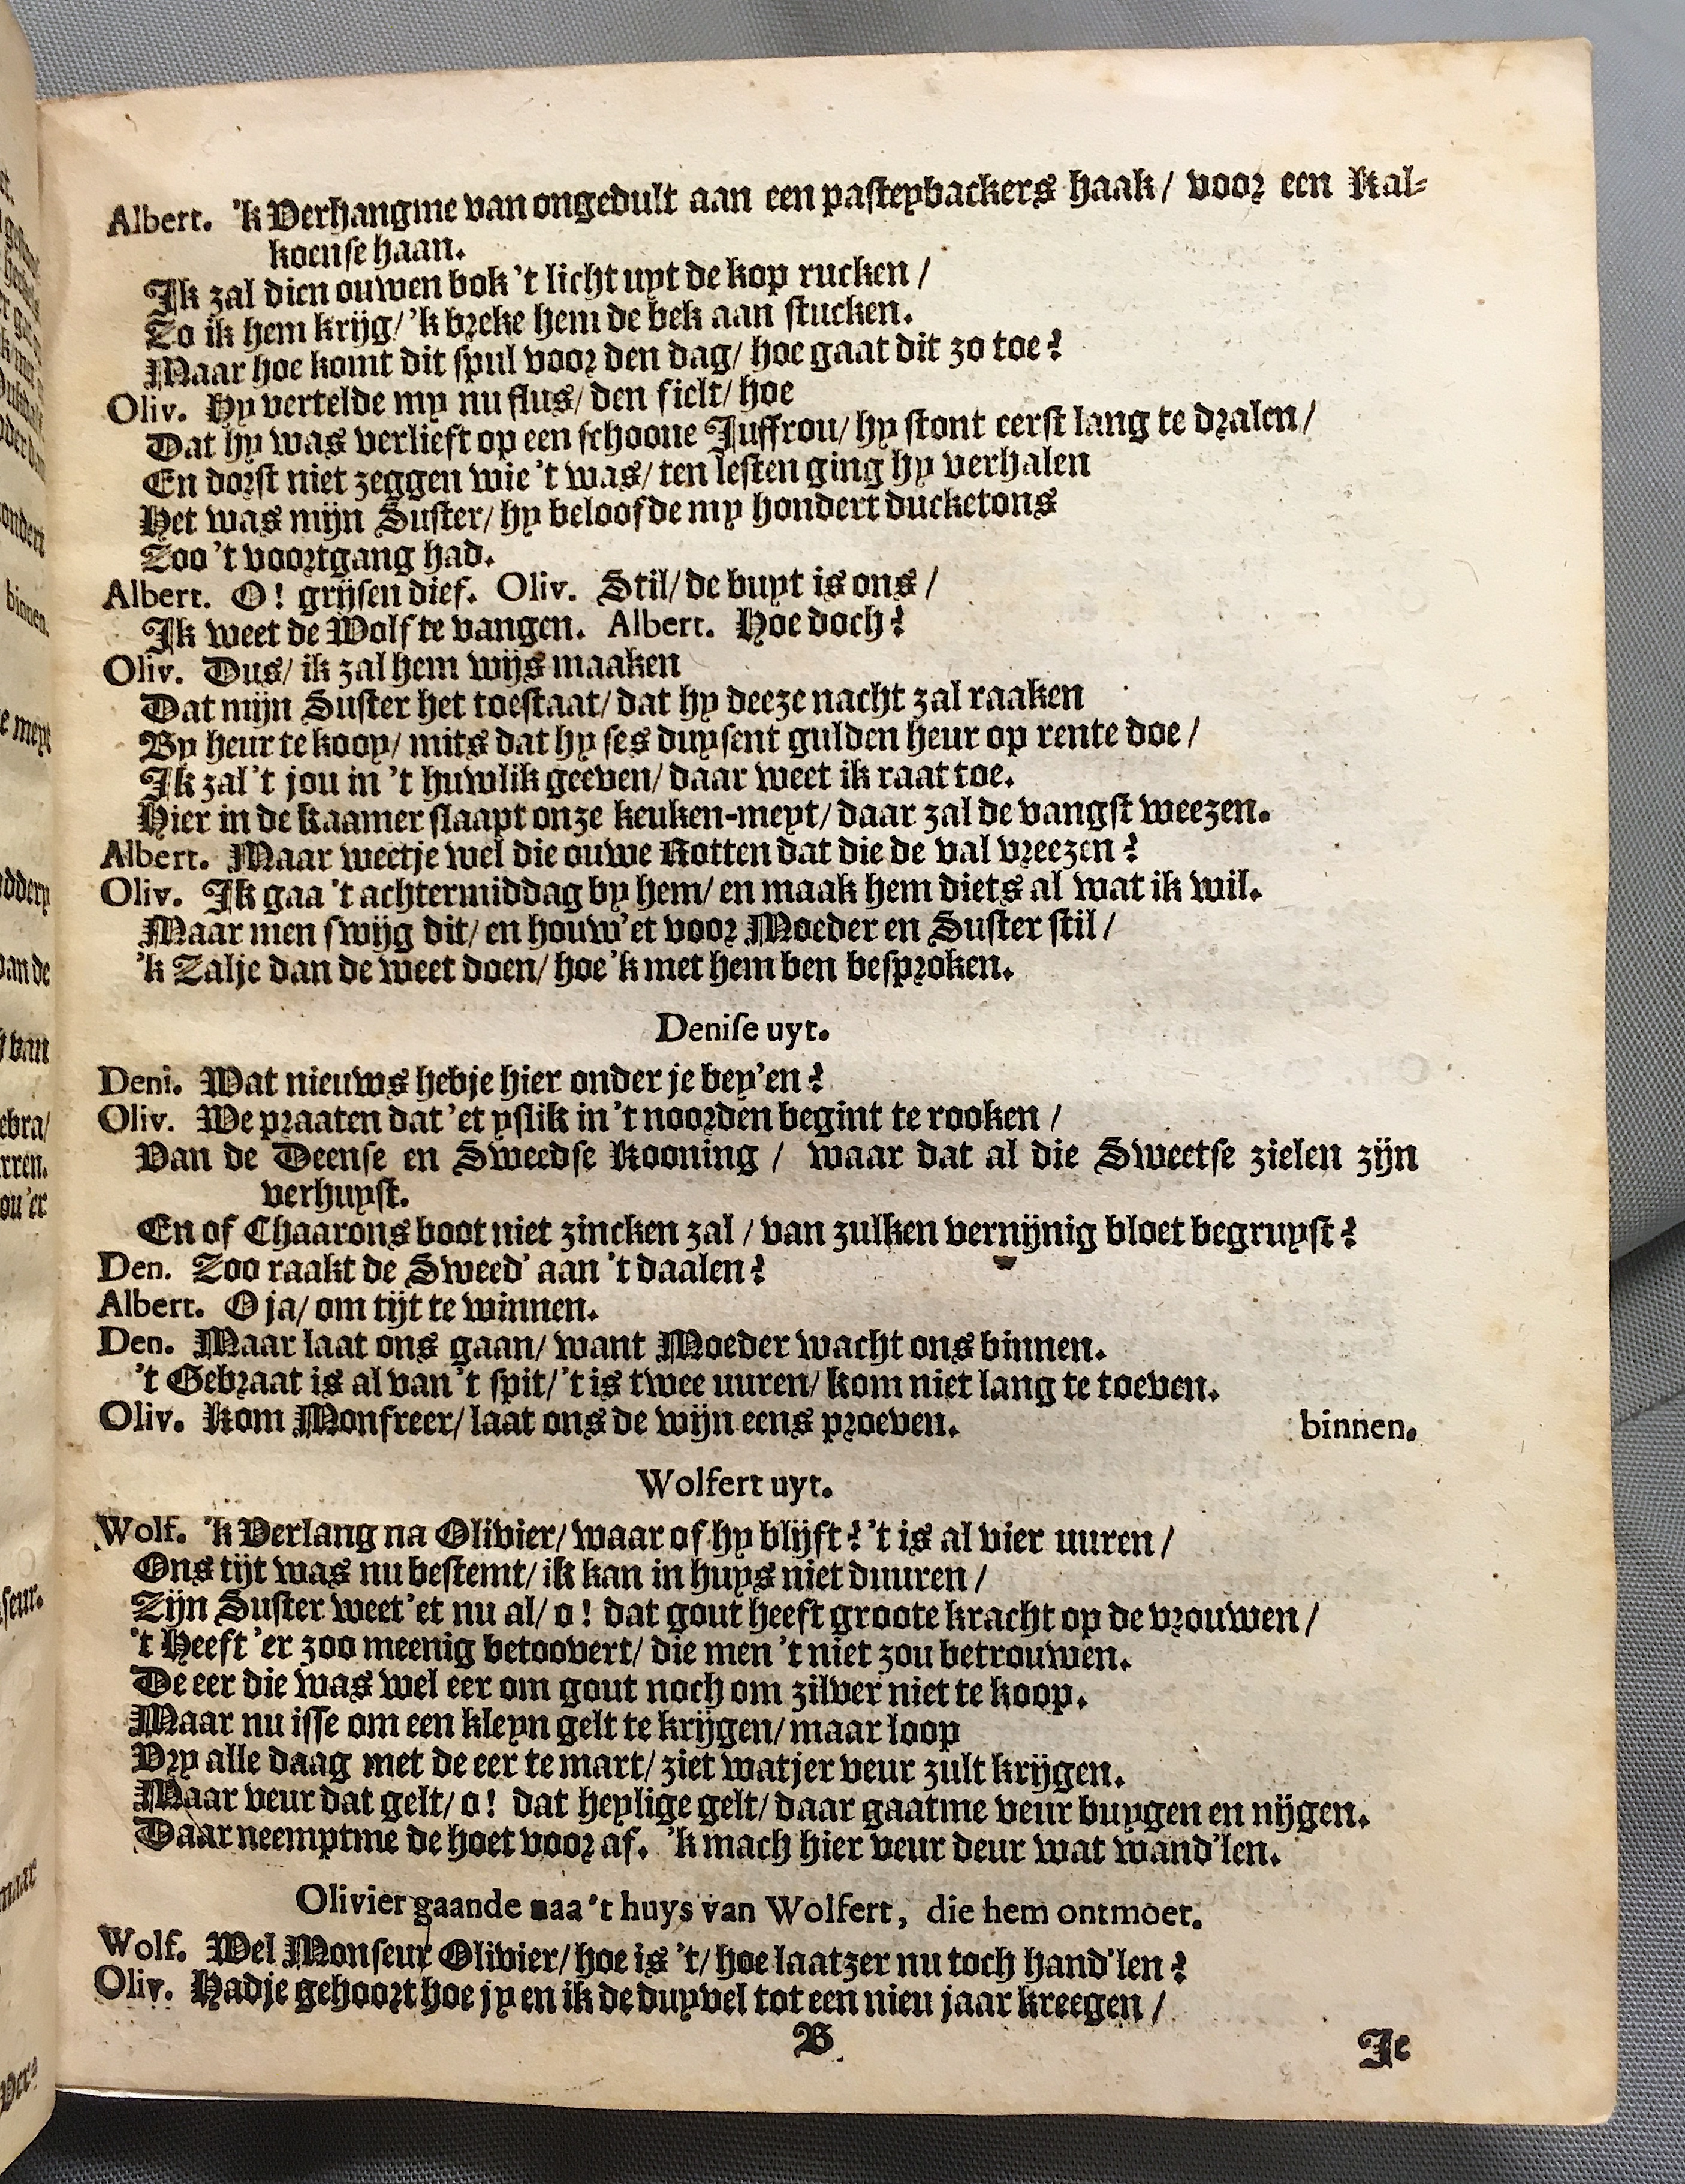 Albert. 'k Verhangme van ongedult aan een pasteybackers haak/ voor een Kal-
koense haan.
Ik zal dien ouwen bok 't licht uyt de kop rucken /
Zo ik hem krijg/ 'k breke hem de bek aan stucken.
Maar hoe komt dit spul voor den dag/ hoe gaat dit zo toe?
Oliv. Hy vertelde my nu flus/ den fielt/ hoe
Dat hy was verlieft op een schoone Juffrou/ hy stont eerst lang te dralen/
En dorst niet zeggen wie 't was/ ten lesten ging hy verhalen
Het was mijn Suster/ hy beloofde my hondert ducketons
Zoo 't voortgang had.
Albert. O! grijsen dief. Oliv. Stil/ de buyt is ons /
Ik weet de Wolf te vangen. Albert. Hoe doch?
Oliv. Dus/ ik zal hem wijs maaken
Dat mijn Suster het toestaat/ dat hy deeze nacht zal raaken
By heur te kooy/ mits dat hy ses duysent gulden heur op rente doe /
Ik zal 't jou in 't huwlik geeven/ daar weet ik raat toe.
Hier in de kaamer slaapt onze keuken-meyt/ daar zal de vangst weezen.
Albert. Maar weetje wel die ouwe Rotten dat die de val vreezen?
Oliv. Ik gaa 't achtermiddag by hem/ en maak hem diets al wat ik wil.
Maar men swijg dit/ en houw'et voor Moeder en Suster stil /
'k Zalje dan de weet doen/ hoe 'k met hem ben besproken.
Denise uyt.
Deni. Wat nieuws hebje hier onder je bey'en?
Oliv. We praaten dat 'et yslik in 't noorden begint te rooken /
Van de Deense en Sweedse Kooning / waar dat al die Sweetse zielen zijn
verhuyst.
En of Chaarons boot niet zincken zal / van zulken vernijnig bloet begruyst?
Den. Zoo raakt de Sweed' aan 't daalen?
Albert. O ja/ om tijt te winnen.
Den. Maar laat ons gaan/ want Moeder wacht ons binnen.
't Gebraat is al van 't spit/ 't is twee uuren/ kom niet lang te toeven.
Oliv. Kom Monfreer/ laat ons de wijn eens proeven. binnen.
Wolfert uyt.
Wolf. 'k Verlang na Olivier/ waar of hy blijft? 't is al vier uuren /
Ons tijt was nu bestemt/ ik kan in huys niet duuren /
Zijn Suster weet'et nu al/ o! dat gout heeft groote kracht op de vrouwen /
't Heeft 'er zoo meenig betoovert/ die men 't niet zou betrouwen.
De eer die was wel eer om gout noch om zilver niet te koop.
Maar nu isse om een kleyn gelt te krijgen/ maar loop
Vry alle daag met de eer te mart/ ziet watjer veur zult krijgen.
Maar veur dat gelt/ o! dat heylige gelt/ daar gaatme veur buygen en nijgen.
Daar neemptme de hoet voor af. 'k mach hier veur deur wat wand'len.
Olivier gaande naa 't huys van Wolfert, die hem ontmoet.
Wolf. Wel Monseur Olivier/ hoe is 't/ hoe laatzer nu toch hand'len?
Oliv. Hadje gehoort hoe jy en ik de duyvel tot een nieu jaar kreegen /
B
Je